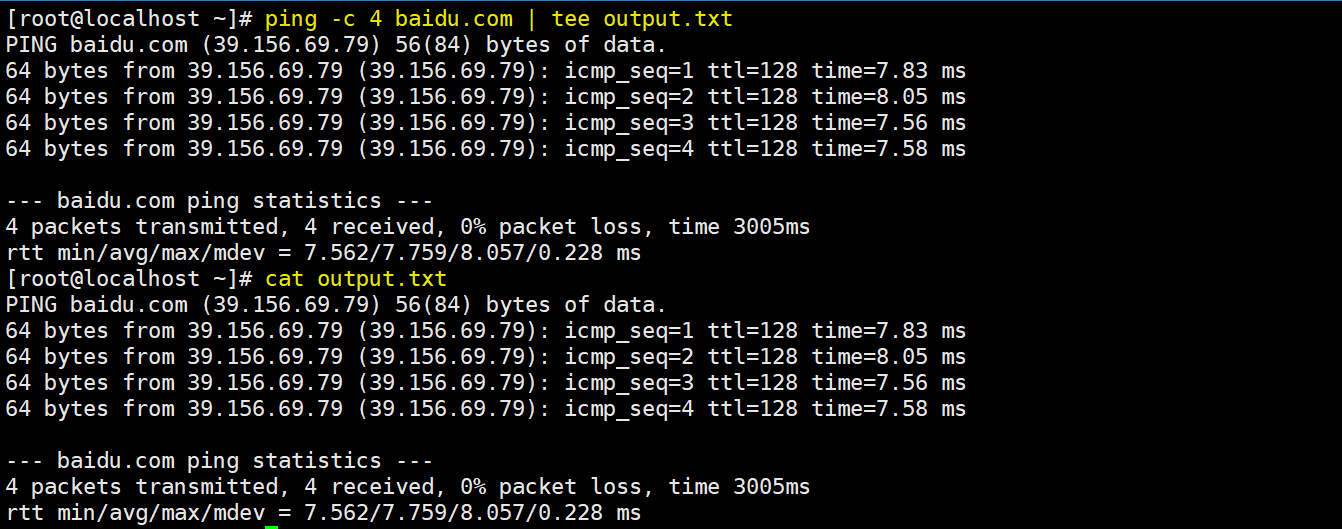 [root@localhost ~]# ping -c 4 baidu.com | tee output.txt
PING baidu.com (39.156.69.79) 56(84) bytes of data.
64 bytes from 39.156.69.79 (39.156.69.79): icmp_seq=1 ttl=128 time=7.83 ms
64 bytes from 39.156.69.79 (39.156.69.79): icmp_seq=2 ttl=128 time=8.05 ms
64 bytes from 39.156.69.79 (39.156.69.79): icmp_seq=3 ttl=128 time=7.56 ms
64 bytes from 39.156.69.79 (39.156.69.79): icmp_seq=4 ttl=128 time=7.58 ms

--- baidu.com ping statistics ---
4 packets transmitted, 4 received, 0% packet loss, time 3005ms
rtt min/avg/max/mdev = 7.562/7.759/8.057/0.228 ms
[root@localhost ~]# cat output.txt
PING baidu.com (39.156.69.79) 56(84) bytes of data.
64 bytes from 39.156.69.79 (39.156.69.79): icmp_seq=1 ttl=128 time=7.83 ms
64 bytes from 39.156.69.79 (39.156.69.79): icmp_seq=2 ttl=128 time=8.05 ms
64 bytes from 39.156.69.79 (39.156.69.79): icmp_seq=3 ttl=128 time=7.56 ms
64 bytes from 39.156.69.79 (39.156.69.79): icmp_seq=4 ttl=128 time=7.58 ms

--- baidu.com ping statistics ---
4 packets transmitted, 4 received, 0% packet loss, time 3005ms
rtt min/avg/max/mdev = 7.562/7.759/8.057/0.228 ms